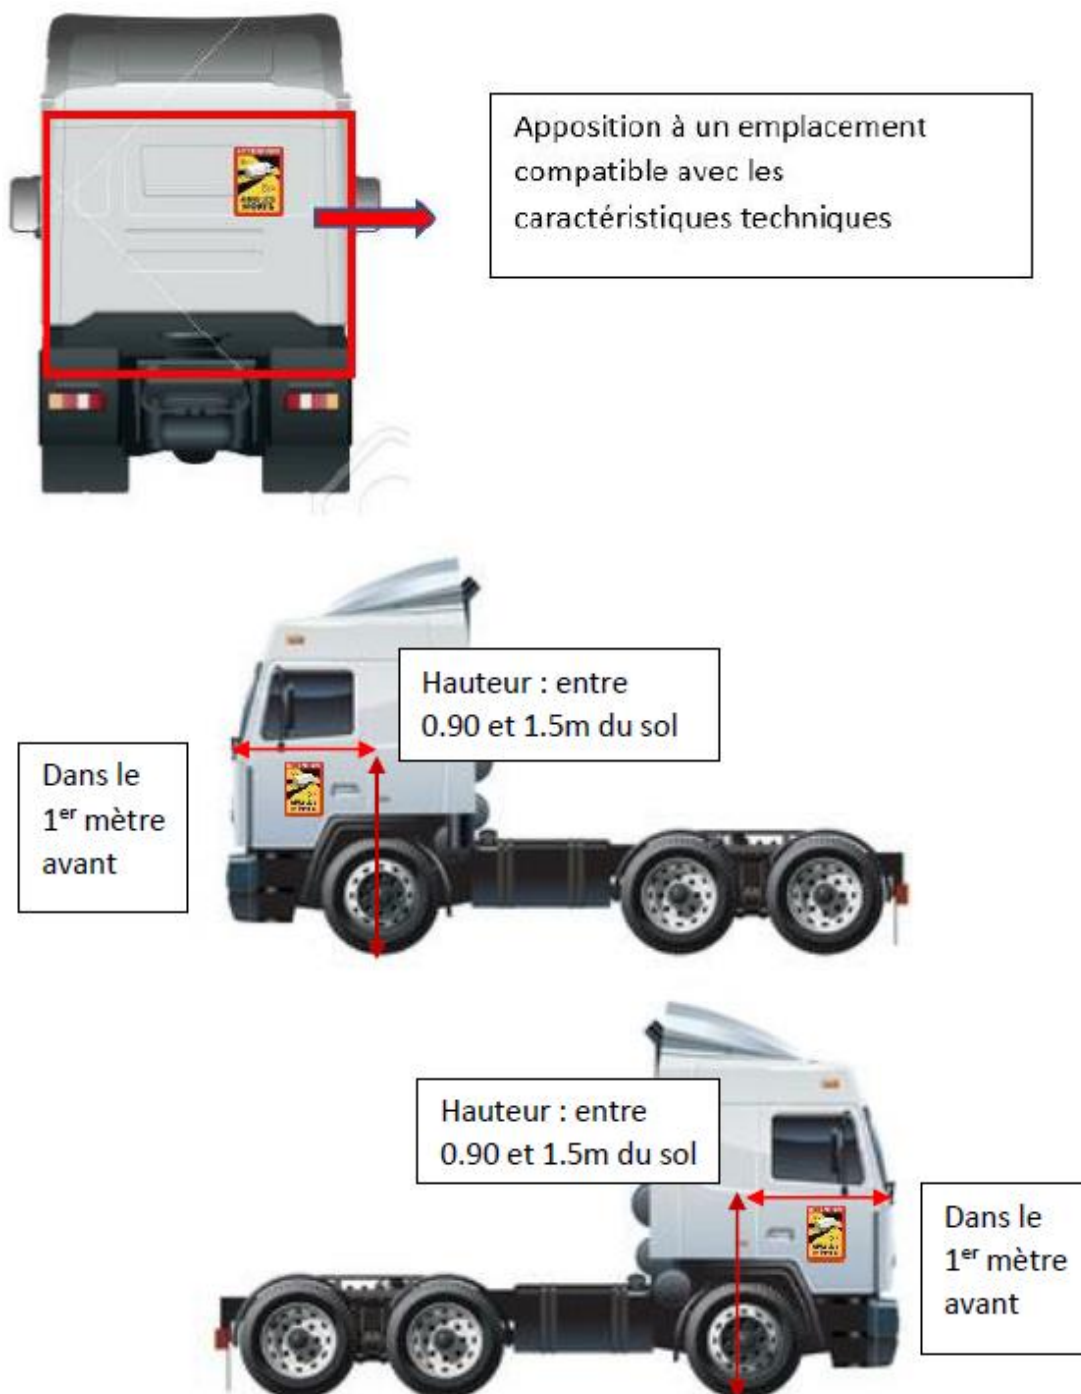 Apposition à un emplacement
compatible avec les
caractéristiques techniques
Hauteur : entre
0.90 et 1.5m du sol
Dans le
1er mètre
avant
Hauteur : entre
0.90 et 1.5m du sol
Dans le
1er mètre
avant